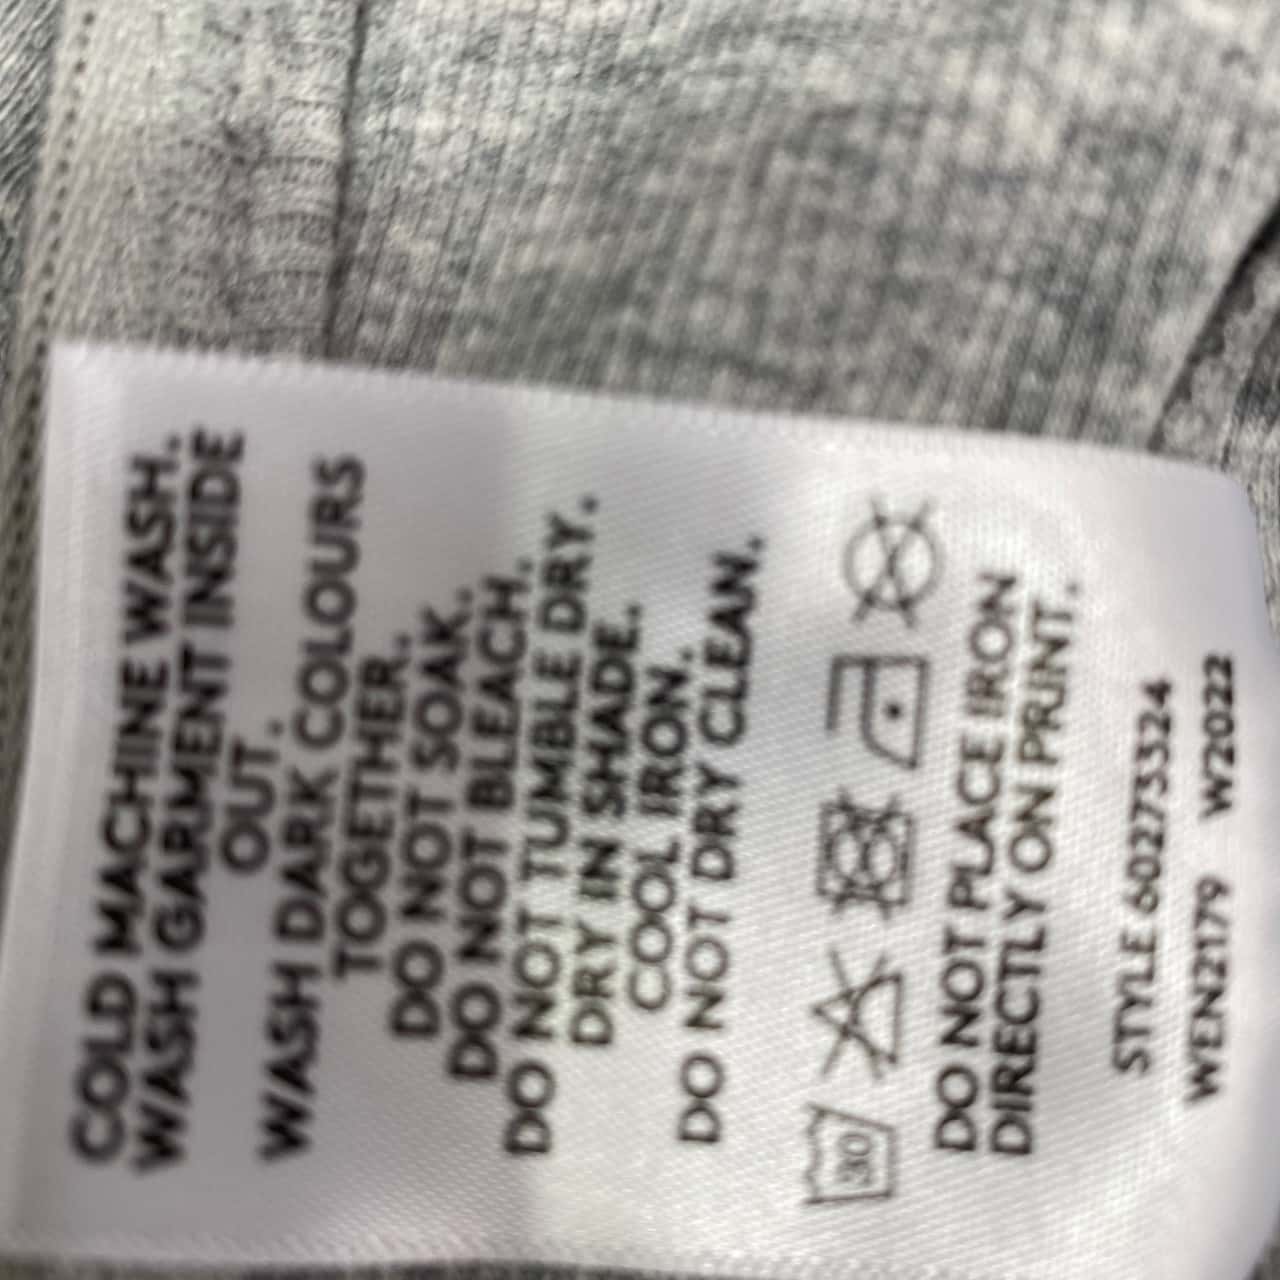 COLD MACHINE WASH.
WASH GARMENT INSIDE
OUT.
WASH DARK COLOURS
TOGETHER.
DO NOT SOAK.
DO NOT BLEACH.
DO NOT TUMBLE DRY.
DRY IN SHADE.
COOL IRON.
DO NOT DRY CLEAN.
30
DO NOT PLACE IRON
DIRECTLY ON PRINT.
STYLE 60273324
WEN2179 W2022